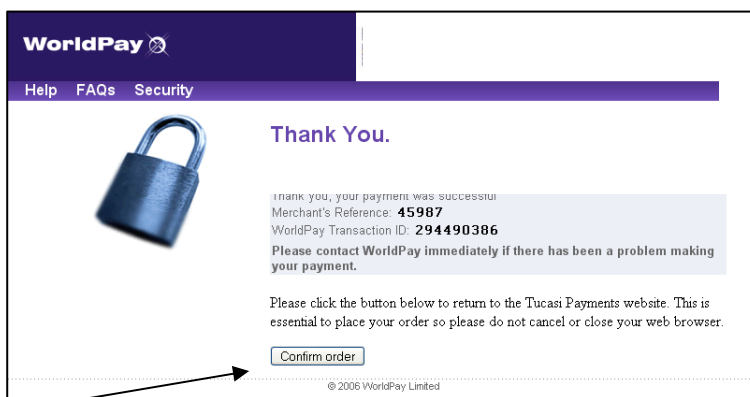 WorldPay
Help FAQs Security
Thank You.
Thank you, your payment was successful
Merchant's Reference: 45987
WorldPay Transaction ID: 294490386
Please contact WorldPay immediately if there has been a problem making
your payment.
Please click the button below to return to the Tucasi Payments website. This is
essential to place your order so please do not cancel or close your web browser.
Confirm order
© 2006 WorldPay Limited